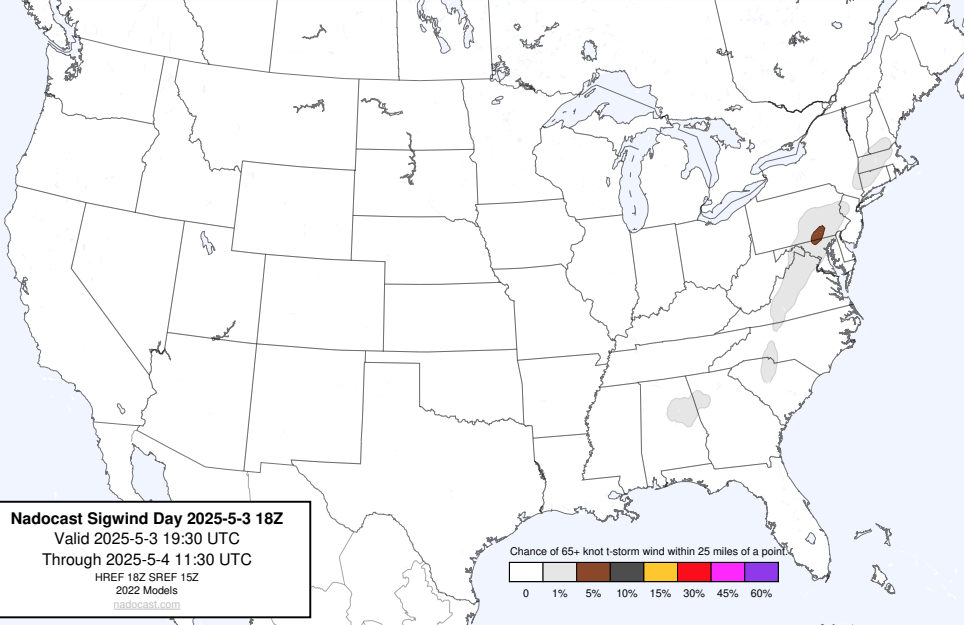 Nadocast Sigwind Day 2025-5-3 18Z
Valid 2025-5-3 19:30 UTC
Through 2025-5-4 11:30 UTC
HREF 18Z SREF 15Z
2022 Models
nadocast.com
Chance of 65+ knot t-storm wind within 25 miles of a point.
0 1% 5% 10% 15% 30% 45% 60%